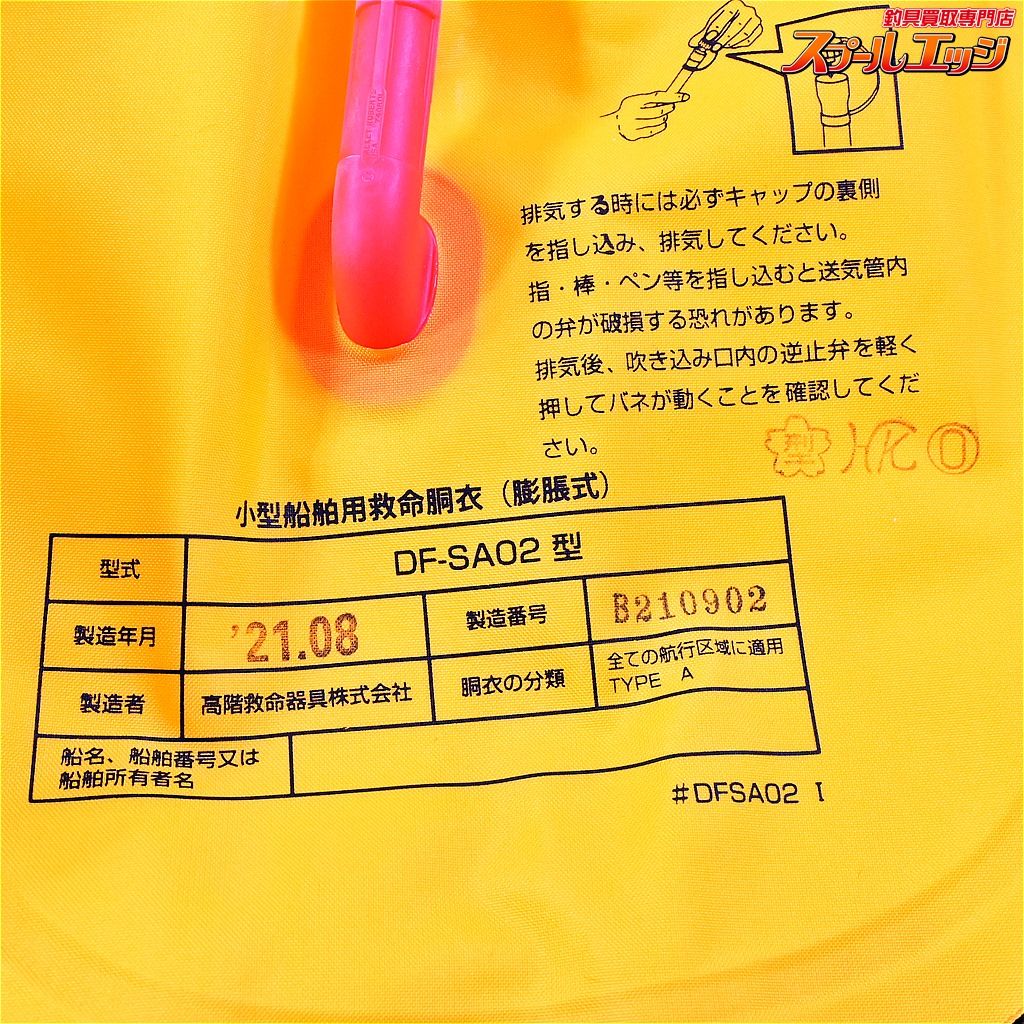 釣具買取専門店
スプールエッジ
排気する時には必ずキャップの裏側
を指し込み、排気してください。
指・棒・ペン等を指し込むと送気管内
の弁が破損する恐れがあります。
排気後、吹き込み口内の逆止弁を軽く
押してバネが動くことを確認してくだ
さい。
型 HK 0
小型船舶用救命胴衣（膨脹式）
型式 DF-SA02 型
製造年月 '21.08 製造番号 B210902
製造者 高階救命器具株式会社 胴衣の分類 全ての航行区域に適用
TYPE A
船名、船舶番号又は
船舶所有者名
#DFSA02 I